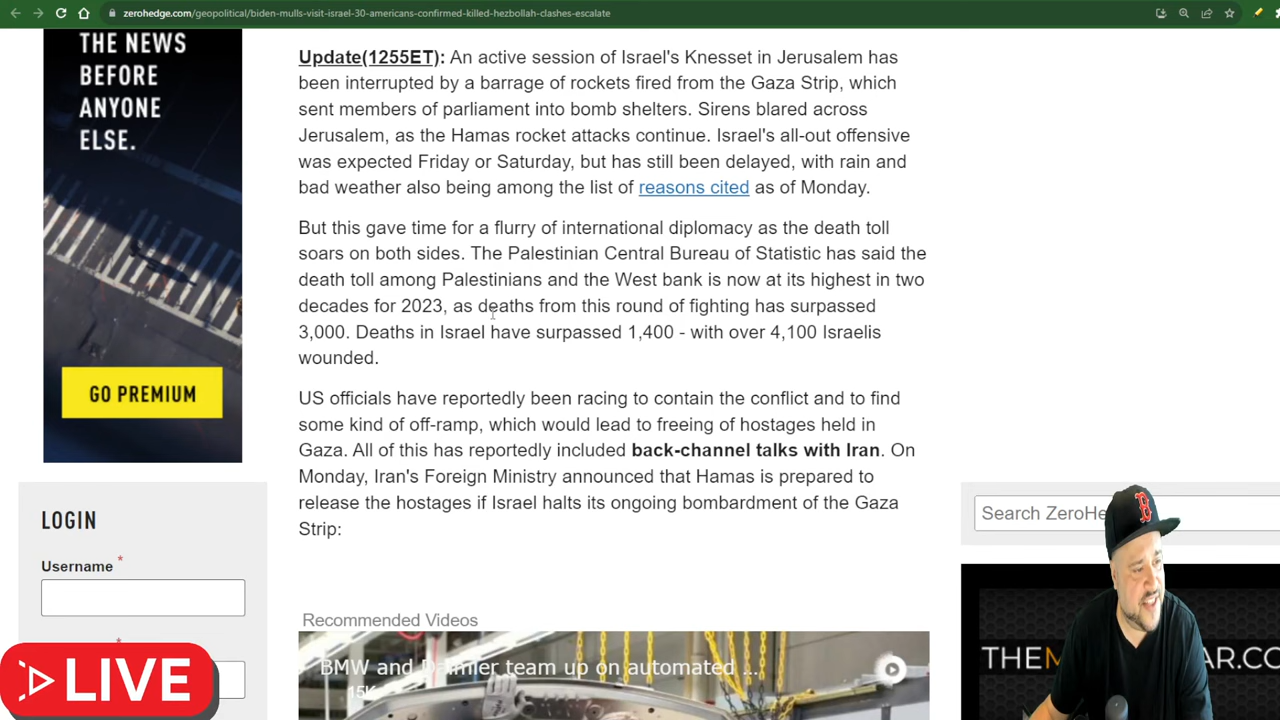 zerohedge.com/geopolitical/biden-mulls-visit-israel-30-americans-confirmed-killed-hezbollah-clashes-escalate
THE NEWS
BEFORE
ANYONE
ELSE.
GO PREMIUM
LOGIN
Username *
*
LIVE
Update(1255ET): An active session of Israel's Knesset in Jerusalem has
been interrupted by a barrage of rockets fired from the Gaza Strip, which
sent members of parliament into bomb shelters. Sirens blared across
Jerusalem, as the Hamas rocket attacks continue. Israel's all-out offensive
was expected Friday or Saturday, but has still been delayed, with rain and
bad weather also being among the list of reasons cited as of Monday.
But this gave time for a flurry of international diplomacy as the death toll
soars on both sides. The Palestinian Central Bureau of Statistic has said the
death toll among Palestinians and the West bank is now at its highest in two
decades for 2023, as deaths from this round of fighting has surpassed
3,000. Deaths in Israel have surpassed 1,400 - with over 4,100 Israelis
wounded.
US officials have reportedly been racing to contain the conflict and to find
some kind of off-ramp, which would lead to freeing of hostages held in
Gaza. All of this has reportedly included back-channel talks with Iran. On
Monday, Iran's Foreign Ministry announced that Hamas is prepared to
release the hostages if Israel halts its ongoing bombardment of the Gaza
Strip:
Recommended Videos
BMW and Daimler team up on automated ...
15K
Search ZeroHe
B
THE